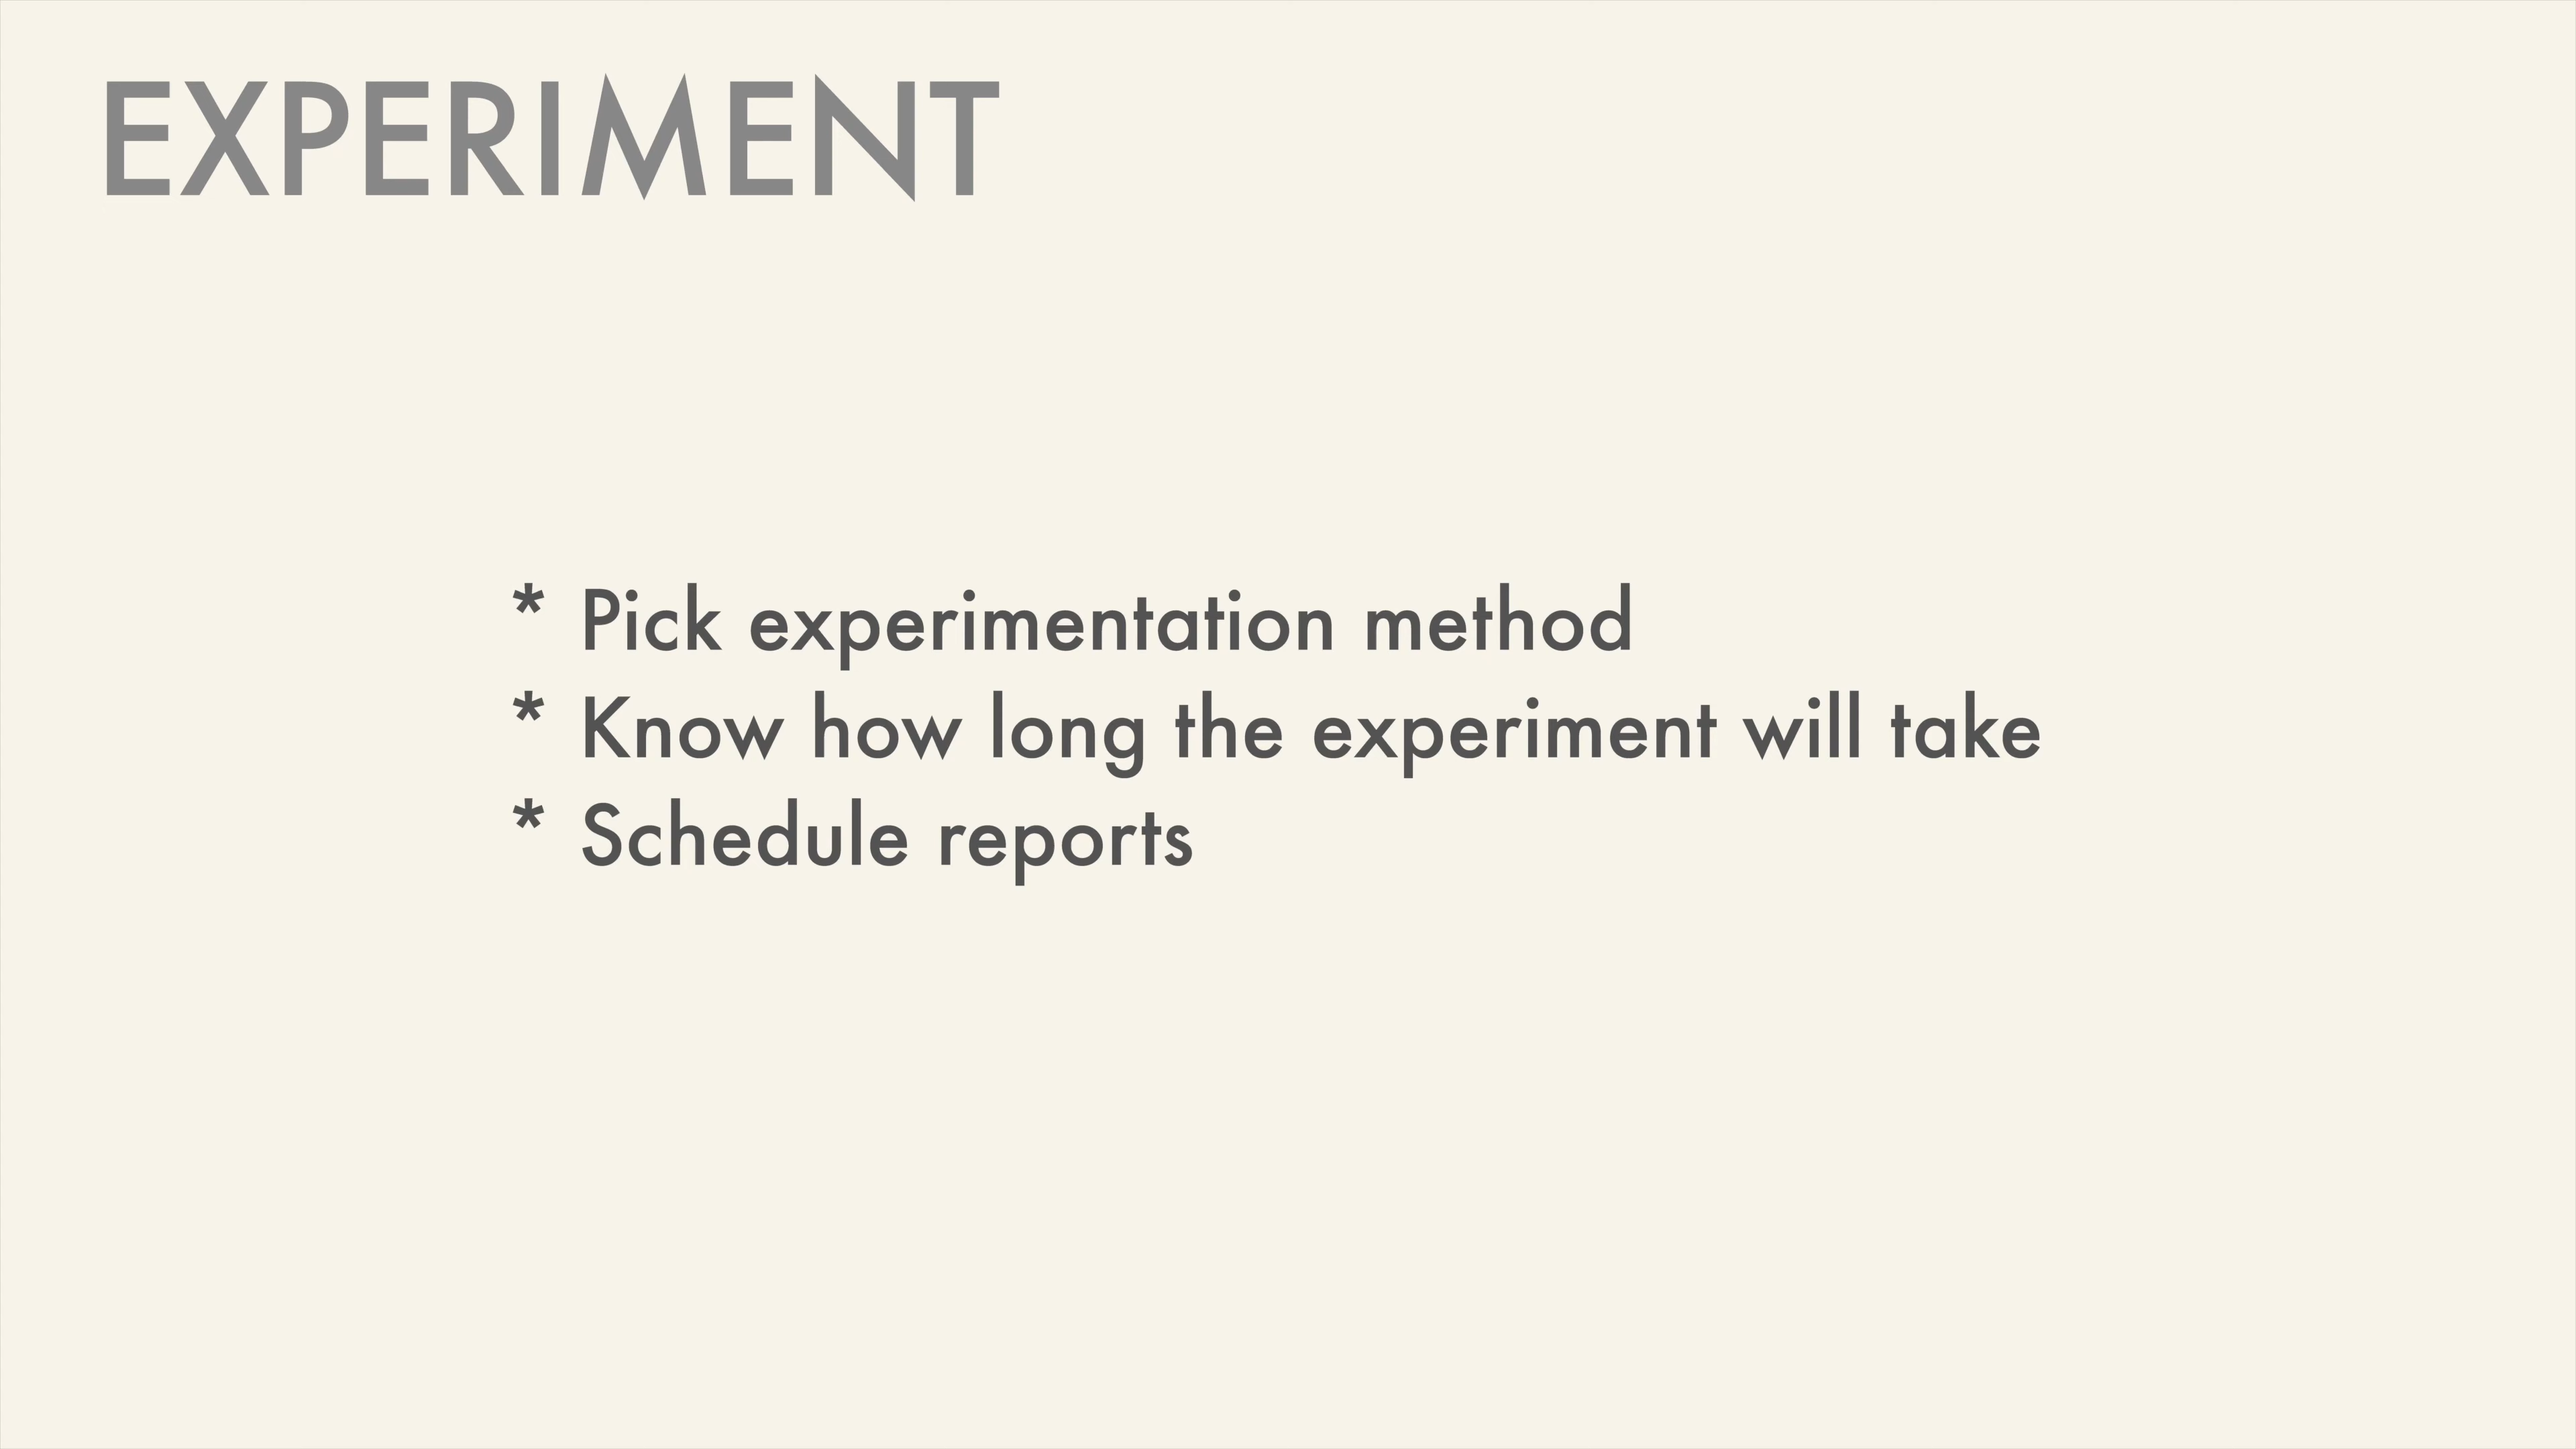 EXPERIMENT
* Pick experimentation method
* Know how long the experiment will take
* Schedule reports